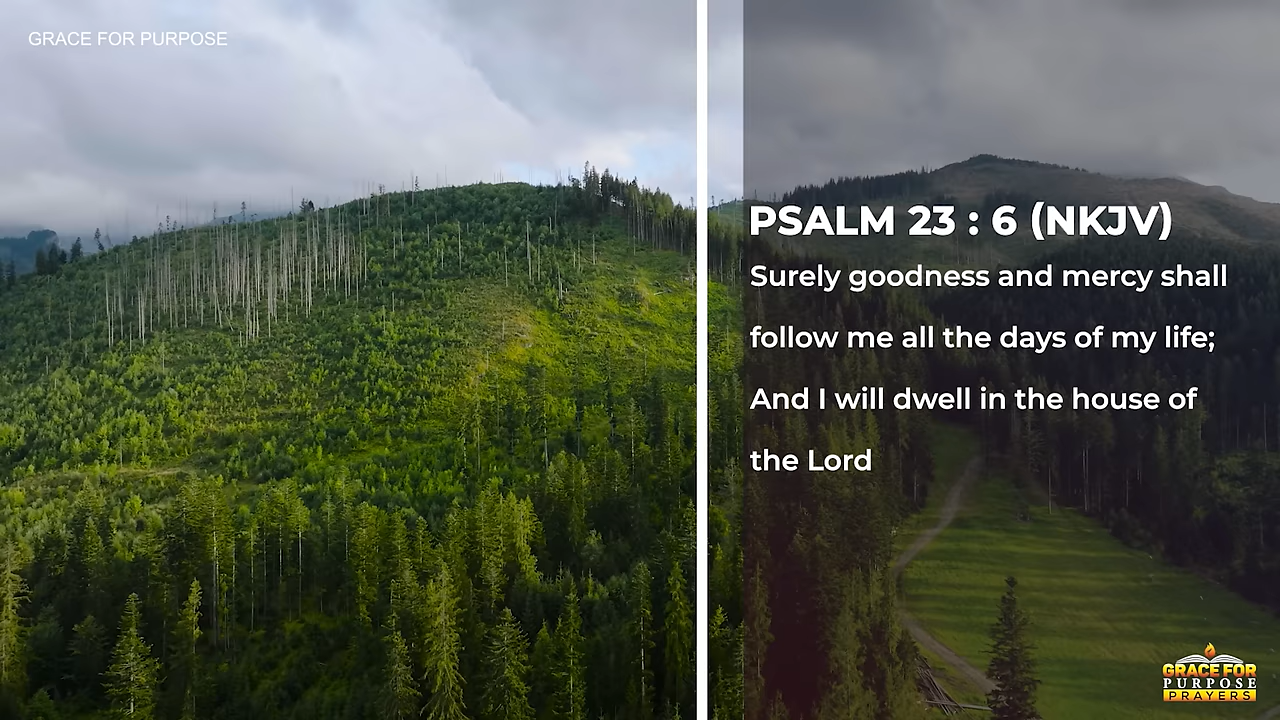 GRACE FOR PURPOSE
PSALM 23 : 6 (NKJV)
Surely goodness and mercy shall
follow me all the days of my life;
And I will dwell in the house of
the Lord
GRACE FOR
PURPOSE
PRAYERS